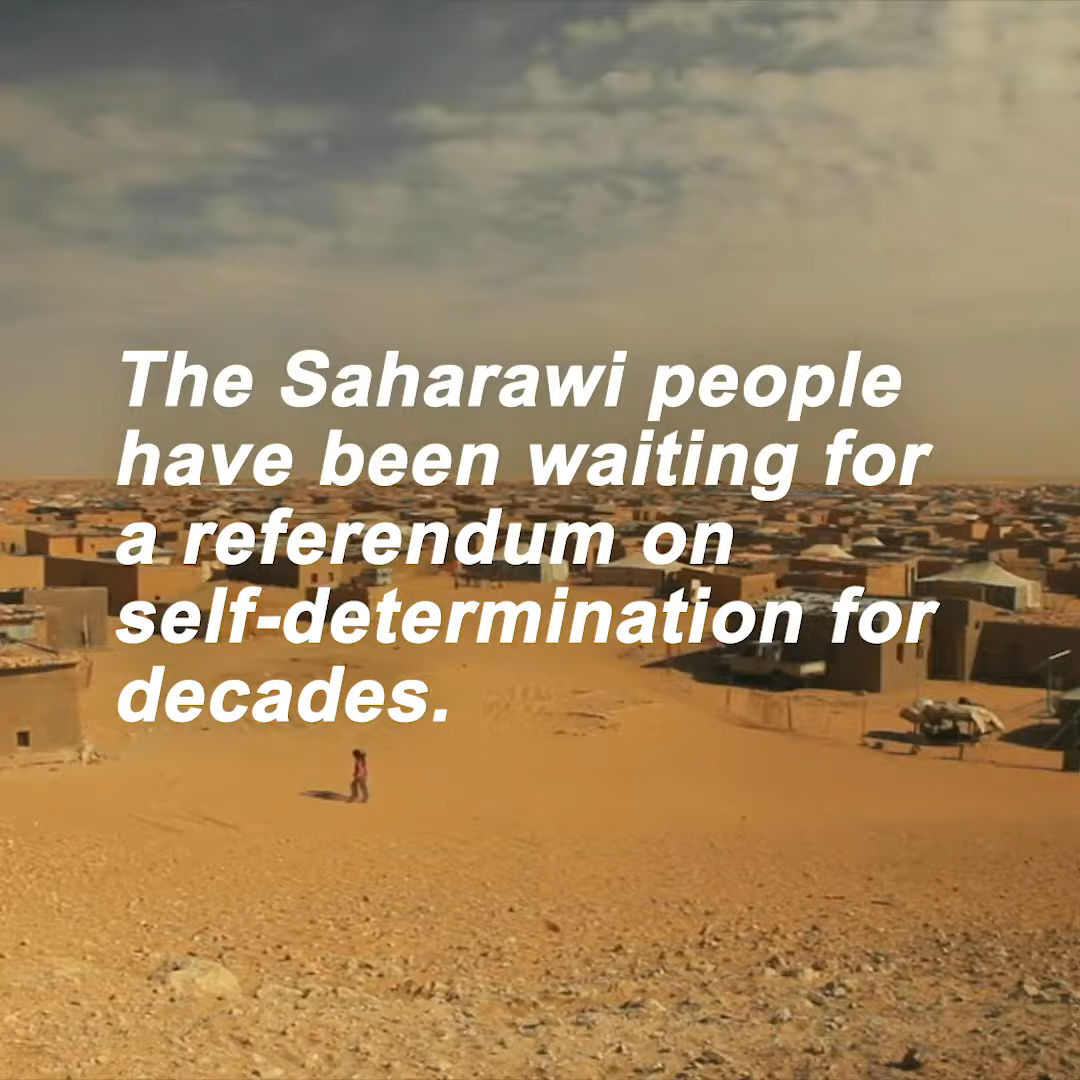 The Saharawi people
have been waiting for
a referendum on
self-determination for
decades.